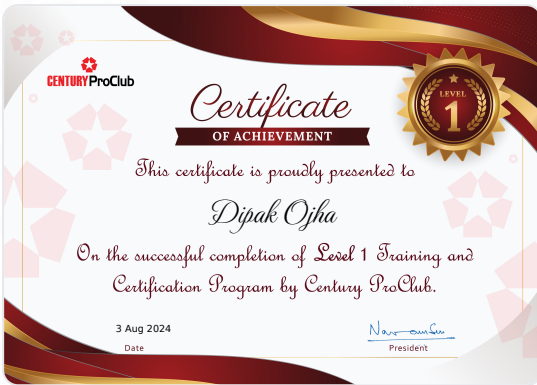 CENTURY ProClub
LEVEL
1
Certificate
OF ACHIEVEMENT
This certificate is proudly presented to
Dipak Ojha
On the successful completion of Level 1 Training and
Certification Program by Century ProClub.
3 Aug 2024
Date
President